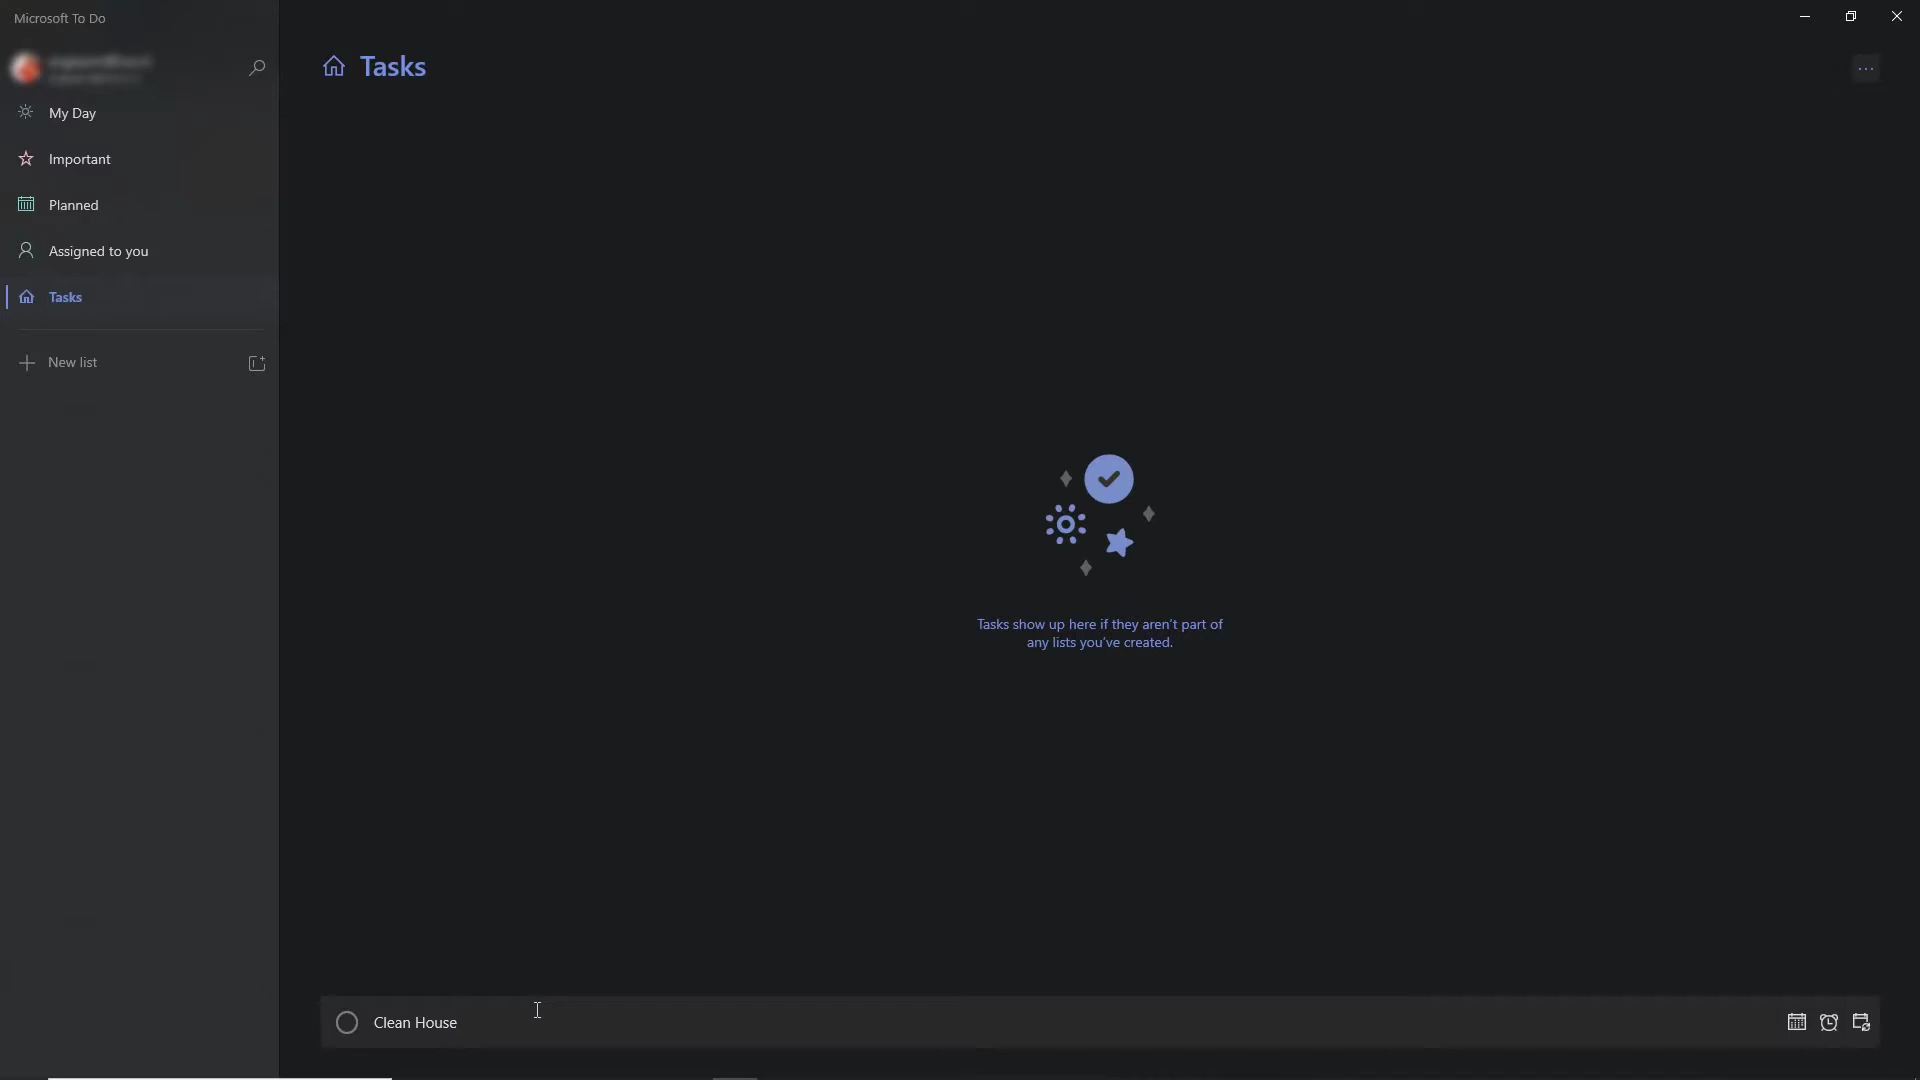 Microsoft To Do
My Day
Important
Planned
Assigned to you
Tasks
New list
Tasks
Tasks show up here if they aren't part of
any lists you've created.
Clean House